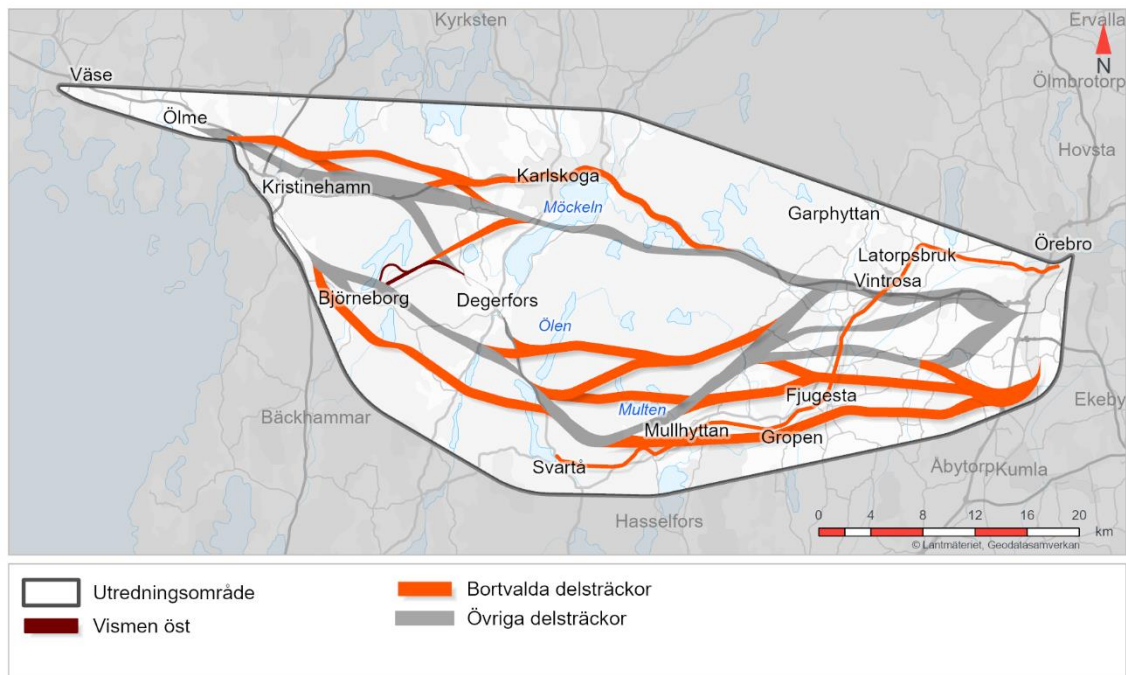 Kyrksten
Ervalla
N
Väse
Ölmbrotorp
Ölme
Hovsta
Karlskoga
Kristinehamn
Möckeln
Garphyttan
Örebro
Latorpsbruk
Vintrosa
Björneborg
Degerfors
Ölen
Fjugesta
Ekeby
Multen
Bäckhammar
Mullhyttan
Gropen
Svartå
Åbytorp
Kumla
Hasselfors
0 4 8 12 16 20
km
© Lantmäteriet, Geodatasamverkan
Utredningsområde
Bortvalda delsträckor
Vismen öst
Övriga delsträckor